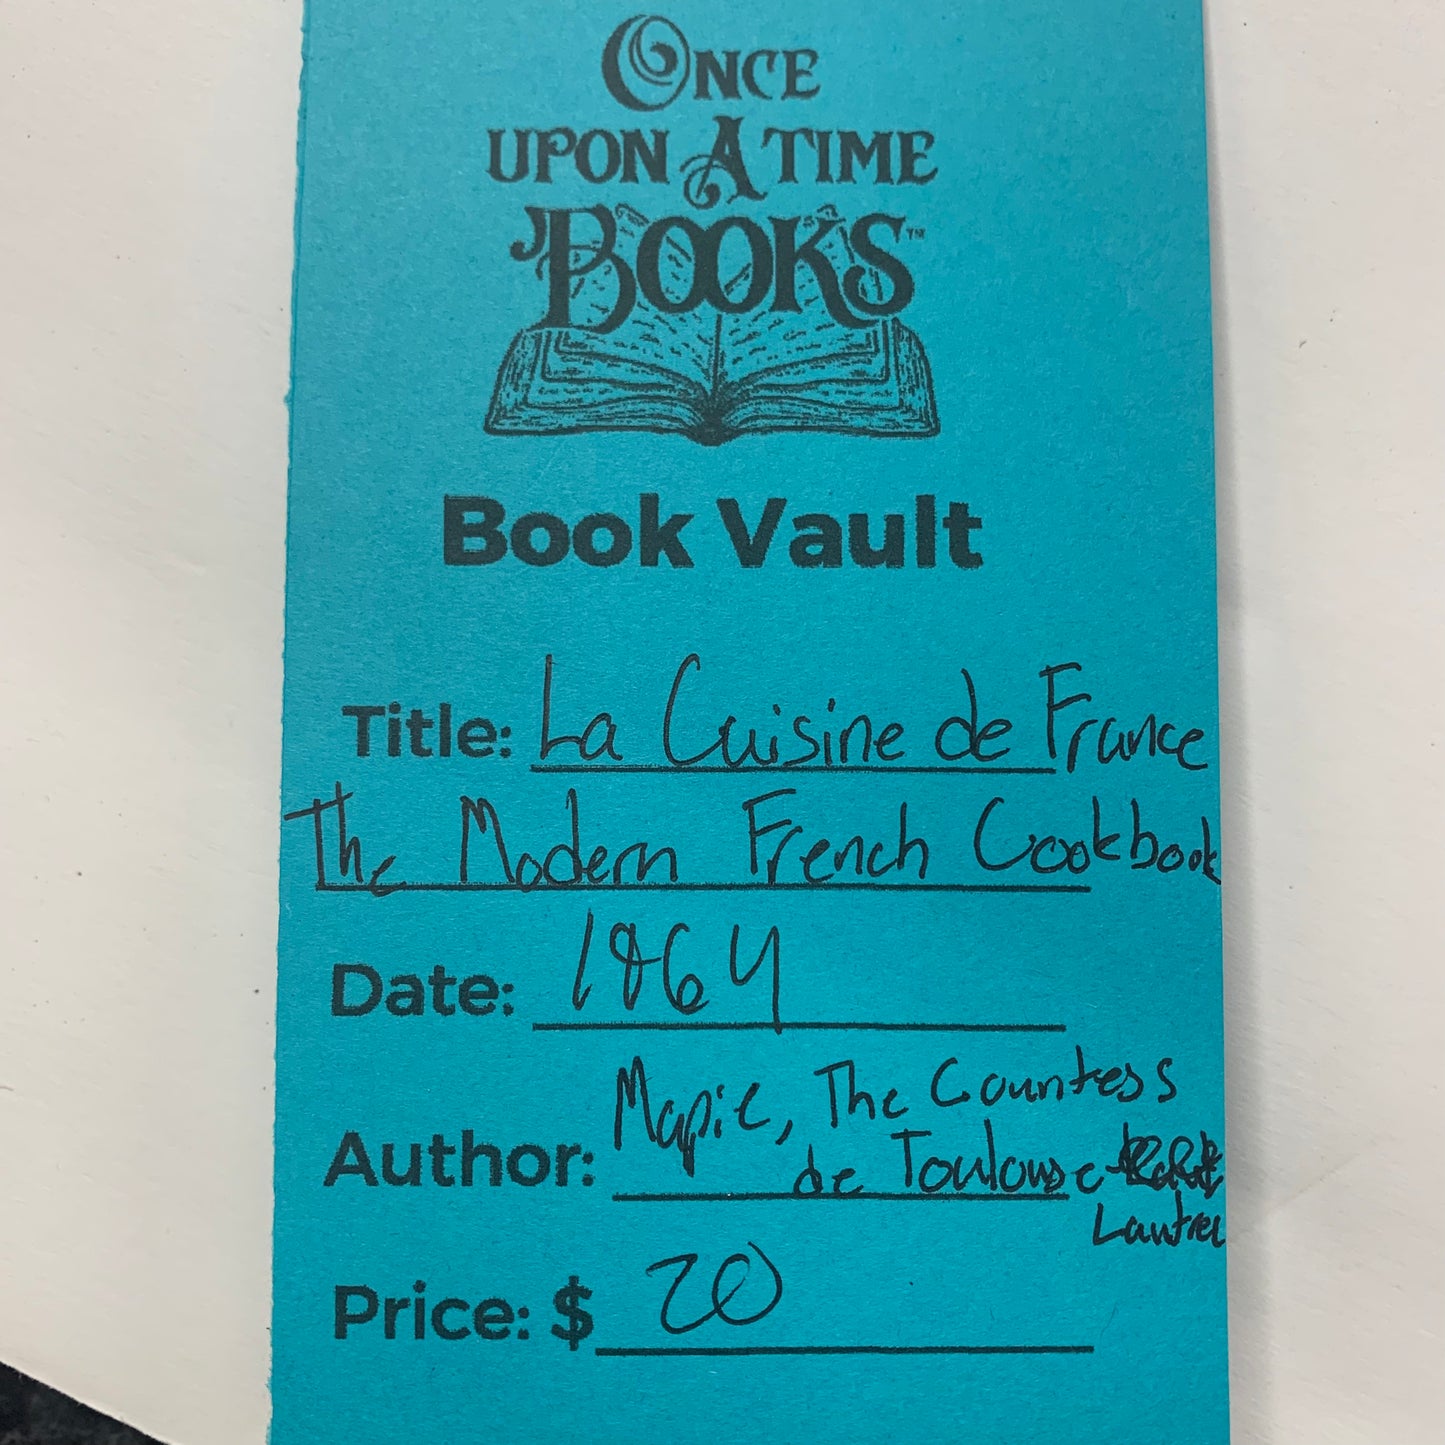 ONCE
UPON A TIME
BOOKS™
Book Vault
Title: La Cuisine de France
The Modern French Cookbook
Date: 1964
Mapie, The Countess
Author: de Toulouse
Lautrec
Price: $ 20